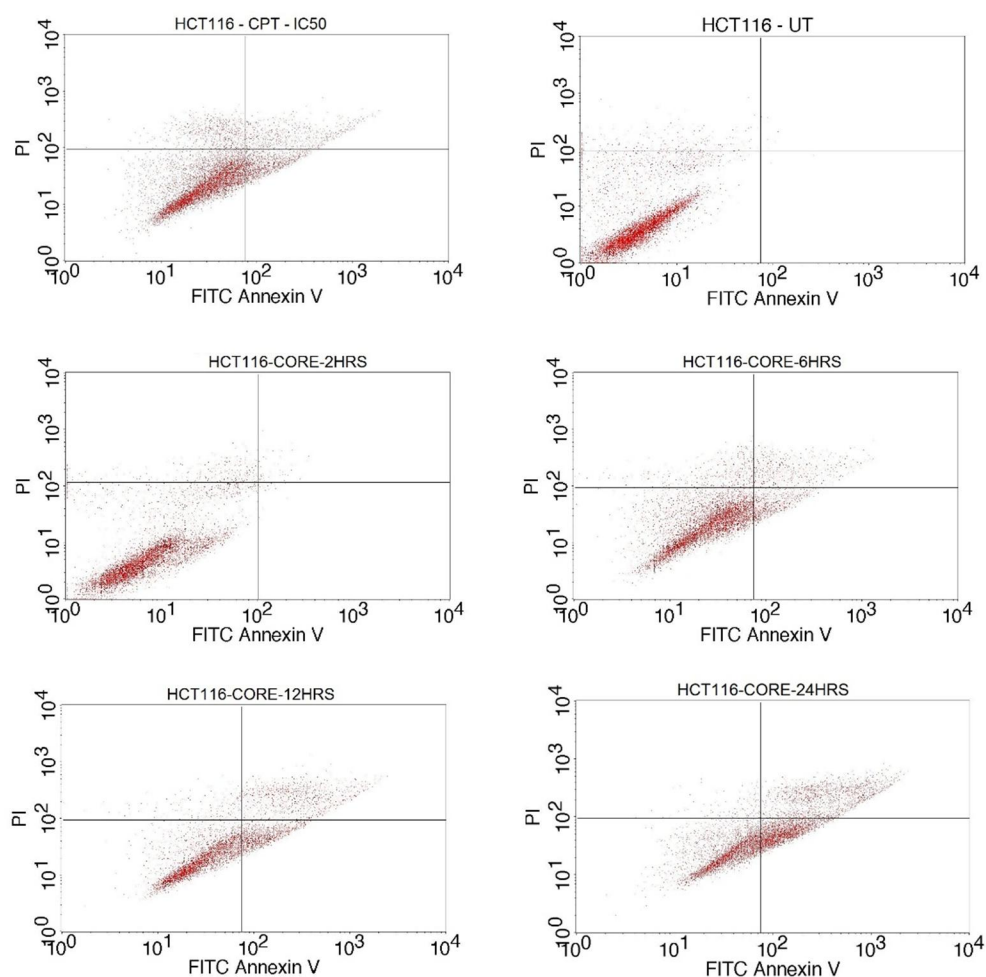 HCT116 - CPT - IC50
10^4
10^3
10^2
10^1
10^0
PI
10^0 10^1 10^2 10^3 10^4
FITC Annexin V
HCT116 - UT
10^4
10^3
10^2
10^1
10^0
PI
10^0 10^1 10^2 10^3 10^4
FITC Annexin V
HCT116-CORE-2HRS
10^4
10^3
10^2
10^1
10^0
PI
10^0 10^1 10^2 10^3 10^4
FITC Annexin V
HCT116-CORE-6HRS
10^4
10^3
10^2
10^1
10^0
PI
10^0 10^1 10^2 10^3 10^4
FITC Annexin V
HCT116-CORE-12HRS
10^4
10^3
10^2
10^1
10^0
PI
10^0 10^1 10^2 10^3 10^4
FITC Annexin V
HCT116-CORE-24HRS
10^4
10^3
10^2
10^1
10^0
PI
10^0 10^1 10^2 10^3 10^4
FITC Annexin V